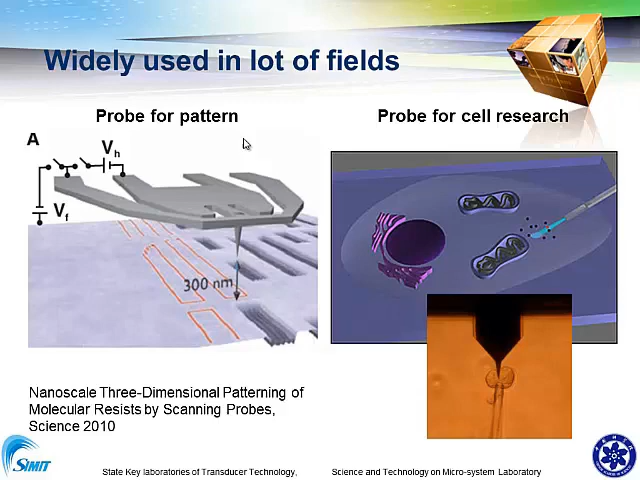 Widely used in lot of fields
Probe for pattern
Probe for cell research
A
Vh
Vf
300 nm
Nanoscale Three-Dimensional Patterning of
Molecular Resists by Scanning Probes,
Science 2010
SIMIT
State Key laboratories of Transducer Technology,
Science and Technology on Micro-system Laboratory